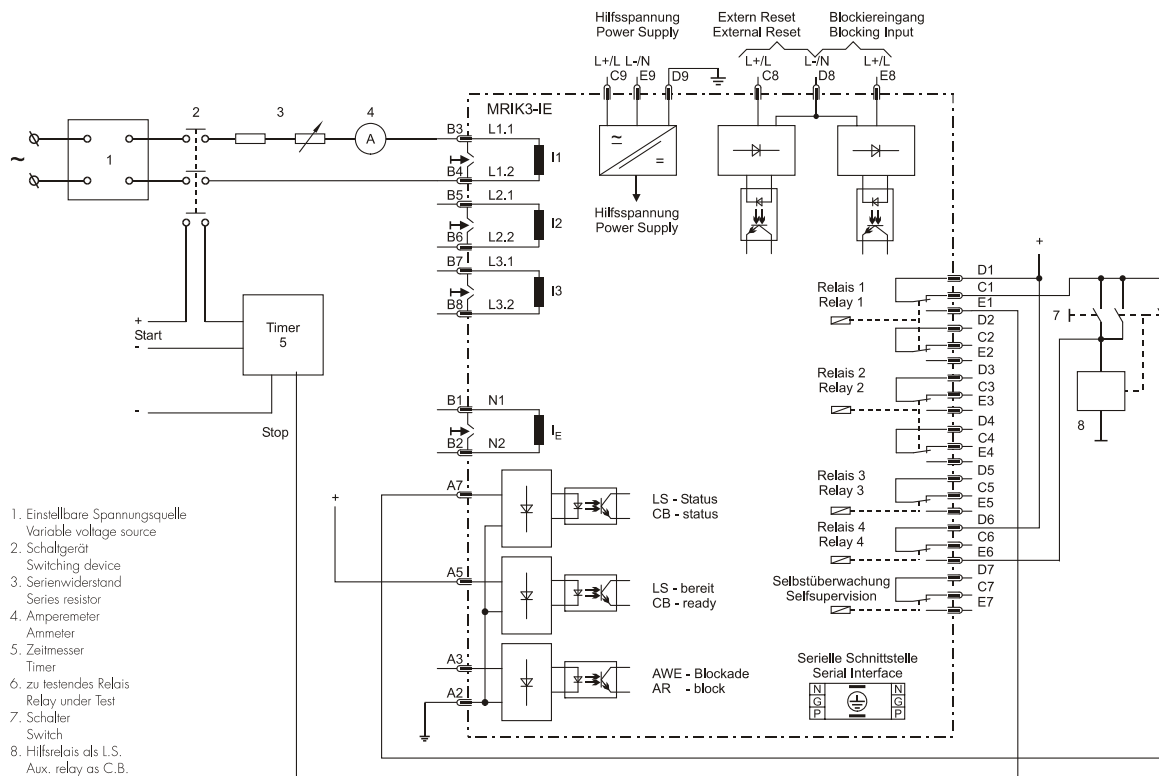 Hilfsspannung
Power Supply
Extern Reset
External Reset
Blockiereingang
Blocking Input
L+/L L-/N
C9 E9 D9
L+/L L-/N L+/L
C8 D8 E8
MRIK3-IE
2 3 4
1
~
A
B3 L1.1
I1
B4 L1.2
B5 L2.1
I2
B6 L2.2
B7 L3.1
I3
B8 L3.2
≂
=
Hilfsspannung
Power Supply
+
Start
-
-
Timer
5
Stop
B1 N1
IE
B2 N2
A7
LS - Status
CB - status
+
A5
LS - bereit
CB - ready
A3
AWE - Blockade
AR - block
A2
Relais 1
Relay 1
Relais 2
Relay 2
Relais 3
Relay 3
Relais 4
Relay 4
Selbstüberwachung
Selfsupervision
D1
C1
E1
D2
C2
E2
D3
C3
E3
D4
C4
E4
D5
C5
E5
D6
C6
E6
D7
C7
E7
+
7
8
Serielle Schnittstelle
Serial Interface
N N
G G
P P
1. Einstellbare Spannungsquelle
Variable voltage source
2. Schaltgerät
Switching device
3. Serienwiderstand
Series resistor
4. Amperemeter
Ammeter
5. Zeitmesser
Timer
6. zu testendes Relais
Relay under Test
7. Schalter
Switch
8. Hilfsrelais als L.S.
Aux. relay as C.B.